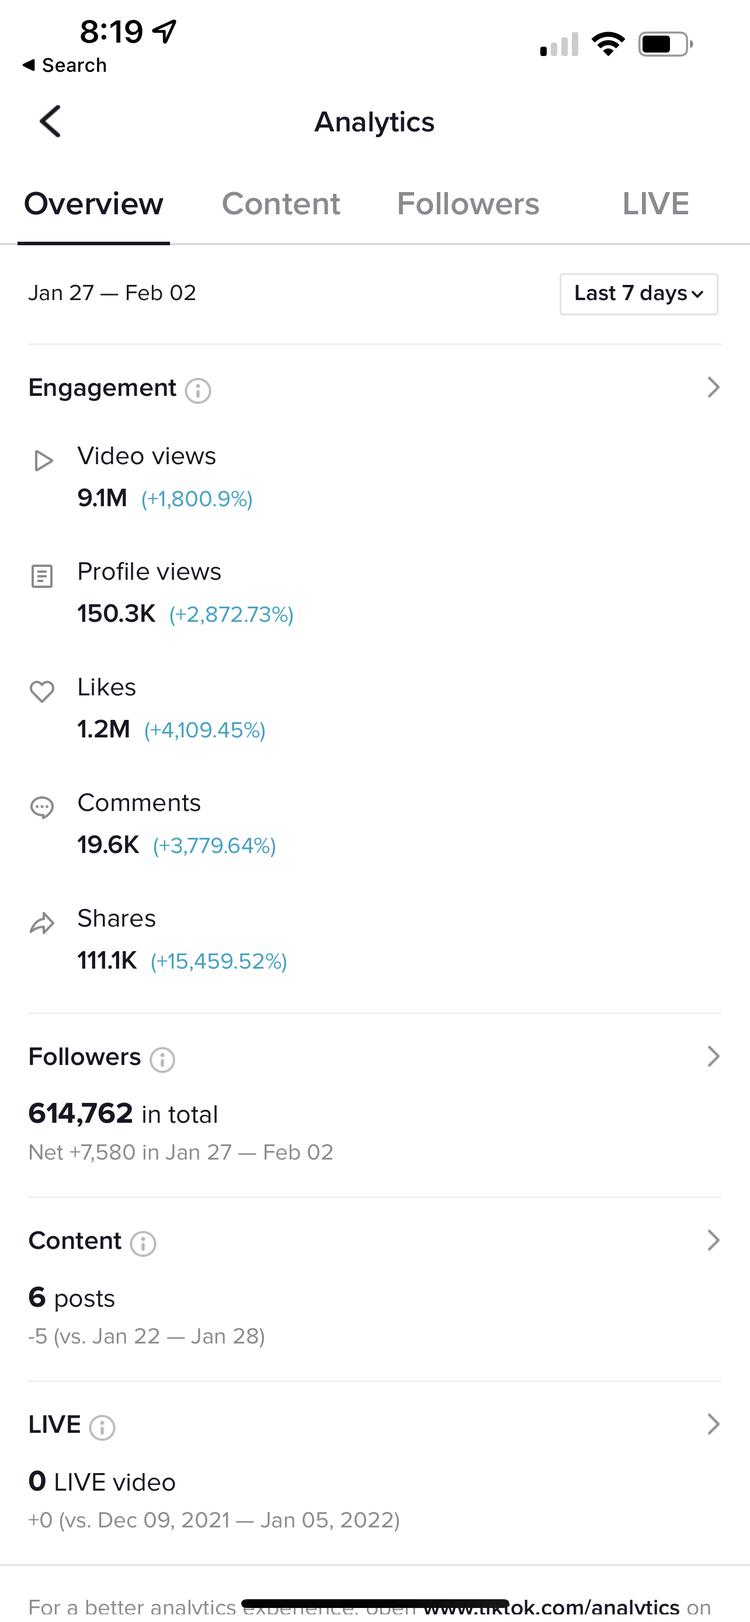 8:19
Search
Analytics
Overview Content Followers LIVE
Jan 27 — Feb 02 Last 7 days
Engagement
Video views
9.1M (+1,800.9%)
Profile views
150.3K (+2,872.73%)
Likes
1.2M (+4,109.45%)
Comments
19.6K (+3,779.64%)
Shares
111.1K (+15,459.52%)
Followers
614,762 in total
Net +7,580 in Jan 27 — Feb 02
Content
6 posts
-5 (vs. Jan 22 — Jan 28)
LIVE
0 LIVE video
+0 (vs. Dec 09, 2021 — Jan 05, 2022)
For a better analytics experience, open www.tiktok.com/analytics on